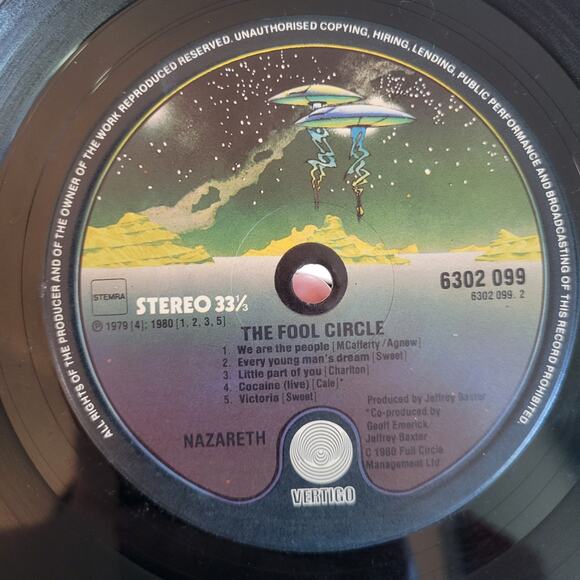 ALL RIGHTS OF THE PRODUCER AND OF THE OWNER OF THE WORK REPRODUCED RESERVED. UNAUTHORISED COPYING, HIRING, LENDING, PUBLIC PERFORMANCE AND BROADCASTING OF THIS RECORD PROHIBITED.
STEMRA
STEREO 33⅓
6302 099
6302 099. 2
℗ 1979 [4]; 1980 [1, 2, 3, 5]
THE FOOL CIRCLE
1. We are the people [McCafferty/Agnew]
2. Every young man's dream [Sweet]
3. Little part of you [Charlton]
4. Cocaine (live) [Cale]*
5. Victoria [Sweet]
Produced by Jeffrey Baxter
*Co-produced by
Geoff Emerick,
Jeffrey Baxter
C 1980 Full Circle
Management Ltd
NAZARETH
VERTIGO